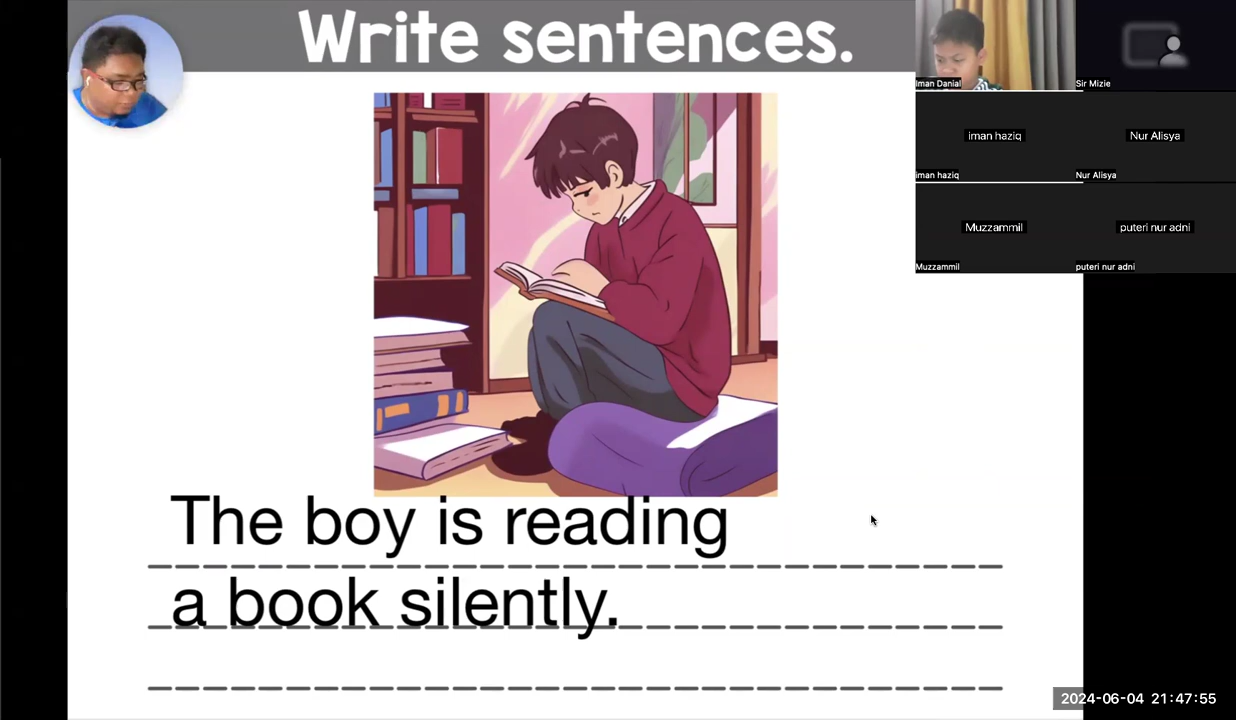 Write sentences.
The boy is reading
a book silently.
Iman Danial
Sir Mizie
iman haziq
iman haziq
Nur Alisya
Nur Alisya
Muzzammil
Muzzammil
puteri nur adni
puteri nur adni
2024-06-04 21:47:55